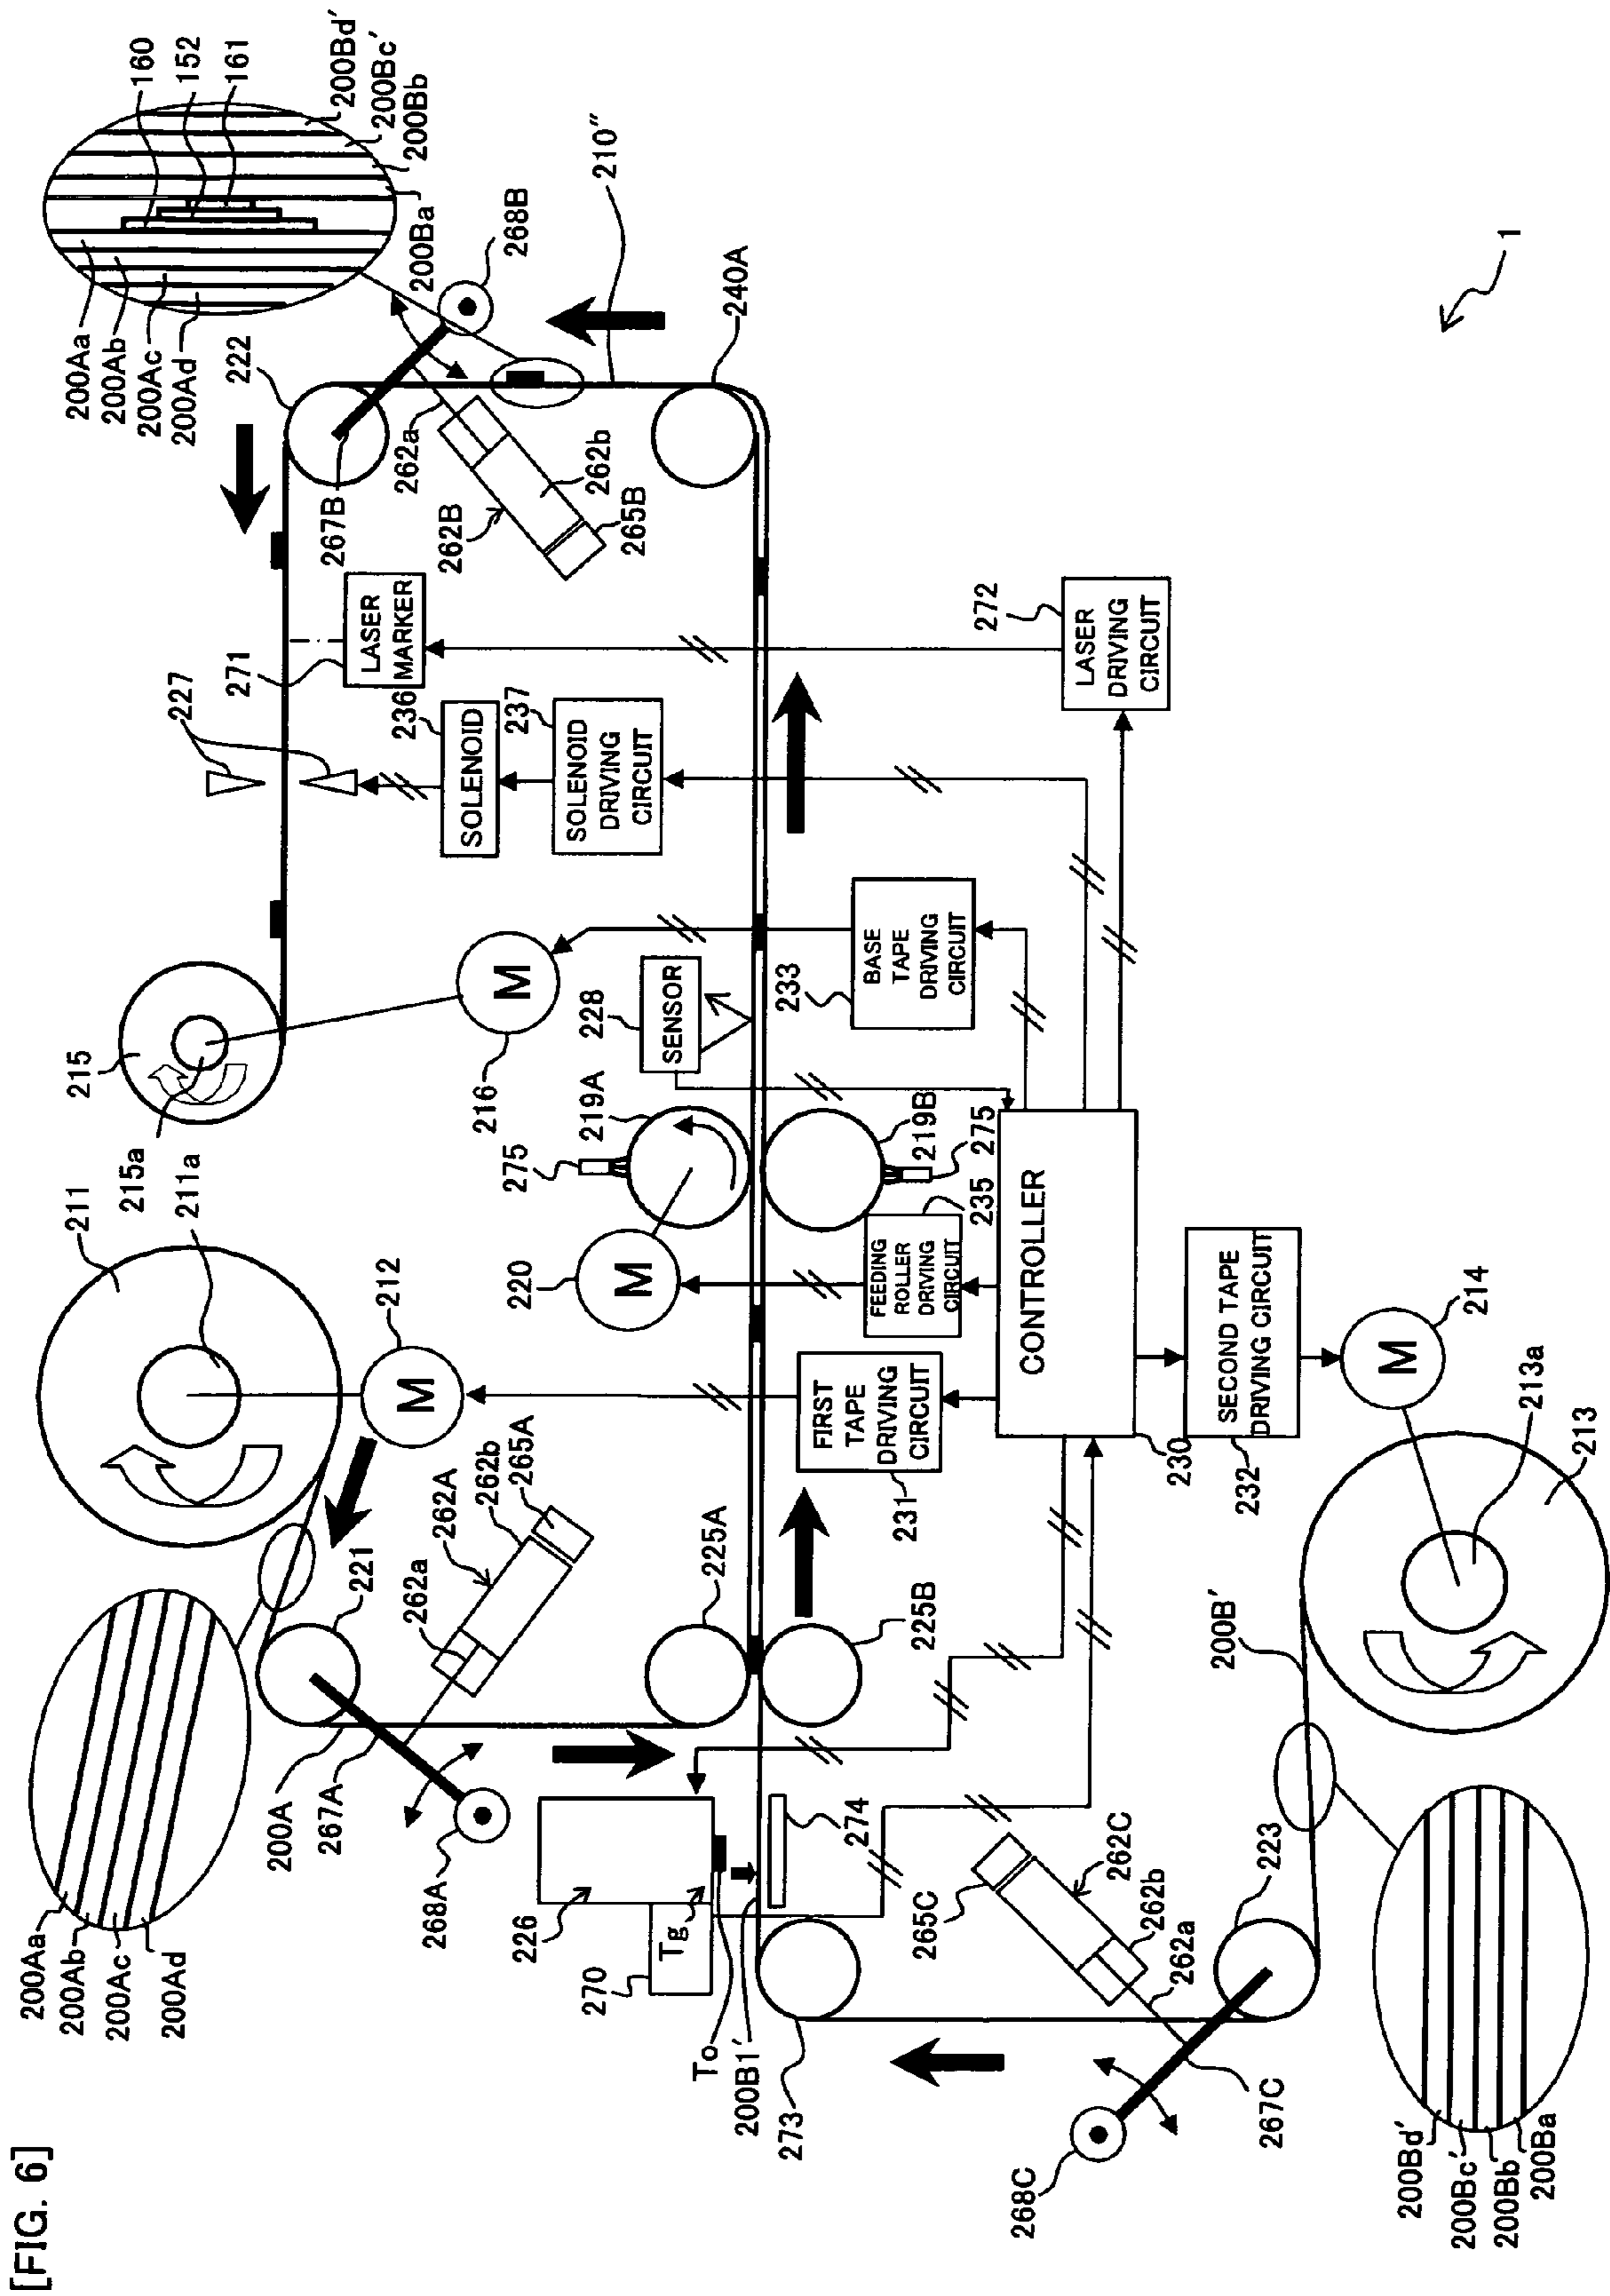 [FIG. 6]
1
200Aa
200Ab
200Ac
200Ad
211
215
215a
211a
212
216
227
271
222
200Aa
200Ab
200Ac
200Ad
160
152
161
200Bd′
200Bc′
200Bb
200Ba
268B
210″
240A
267B
262a
262b
262B
265B
LASER
MARKER
236
SOLENOID
237
SOLENOID
DRIVING
CIRCUIT
272
LASER
DRIVING
CIRCUIT
M
M
M
M
221
200A
267A
268A
262a
262A
262b
265A
225A
225B
220
275
219A
219B
275
228
SENSOR
233
BASE
TAPE
DRIVING
CIRCUIT
235
FEEDING
ROLLER
DRIVING
CIRCUIT
231
FIRST
TAPE
DRIVING
CIRCUIT
CONTROLLER
230
232
SECOND TAPE
DRIVING CIRCUIT
214
213a
213
200B′
226
270
Tg
To
200B1′
273
274
265C
262C
262b
262a
223
267C
268C
200Bd′
200Bc′
200Bb
200Ba